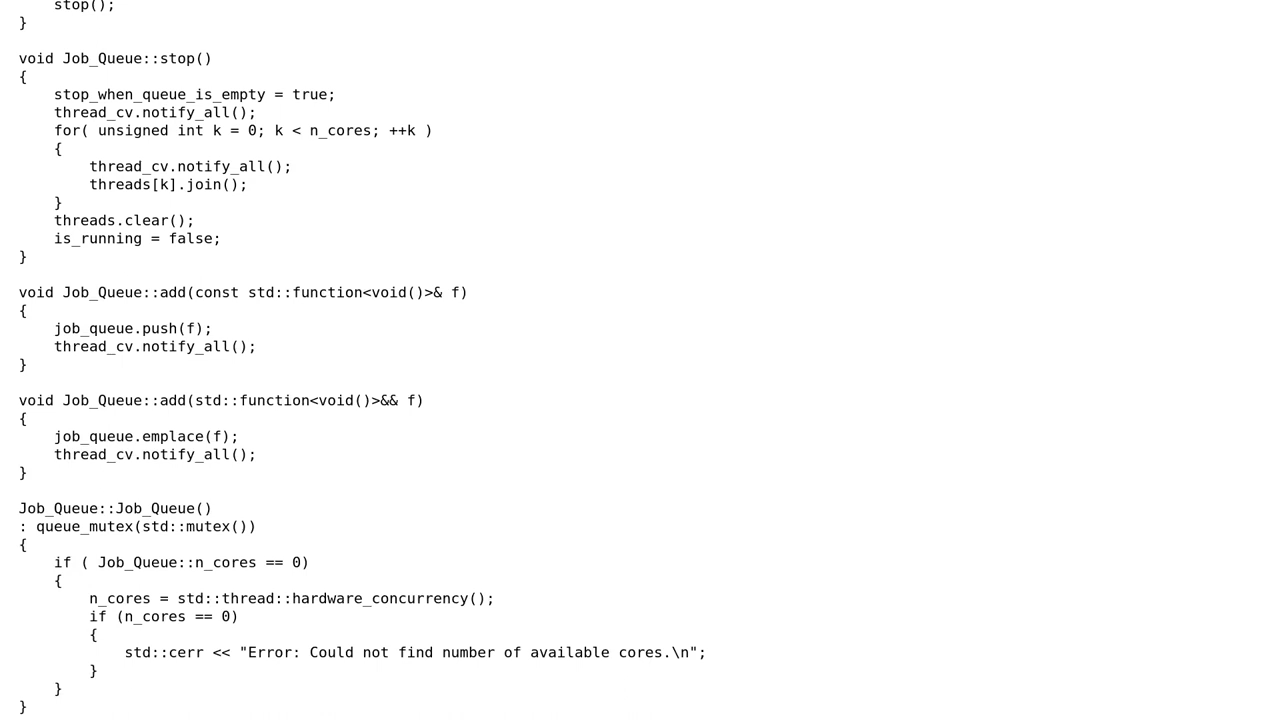 stop();
}

void Job_Queue::stop()
{
    stop_when_queue_is_empty = true;
    thread_cv.notify_all();
    for( unsigned int k = 0; k < n_cores; ++k )
    {
        thread_cv.notify_all();
        threads[k].join();
    }
    threads.clear();
    is_running = false;
}

void Job_Queue::add(const std::function<void()>& f)
{
    job_queue.push(f);
    thread_cv.notify_all();
}

void Job_Queue::add(std::function<void()>&& f)
{
    job_queue.emplace(f);
    thread_cv.notify_all();
}

Job_Queue::Job_Queue()
: queue_mutex(std::mutex())
{
    if ( Job_Queue::n_cores == 0)
    {
        n_cores = std::thread::hardware_concurrency();
        if (n_cores == 0)
        {
            std::cerr << "Error: Could not find number of available cores.\n";
        }
    }
}